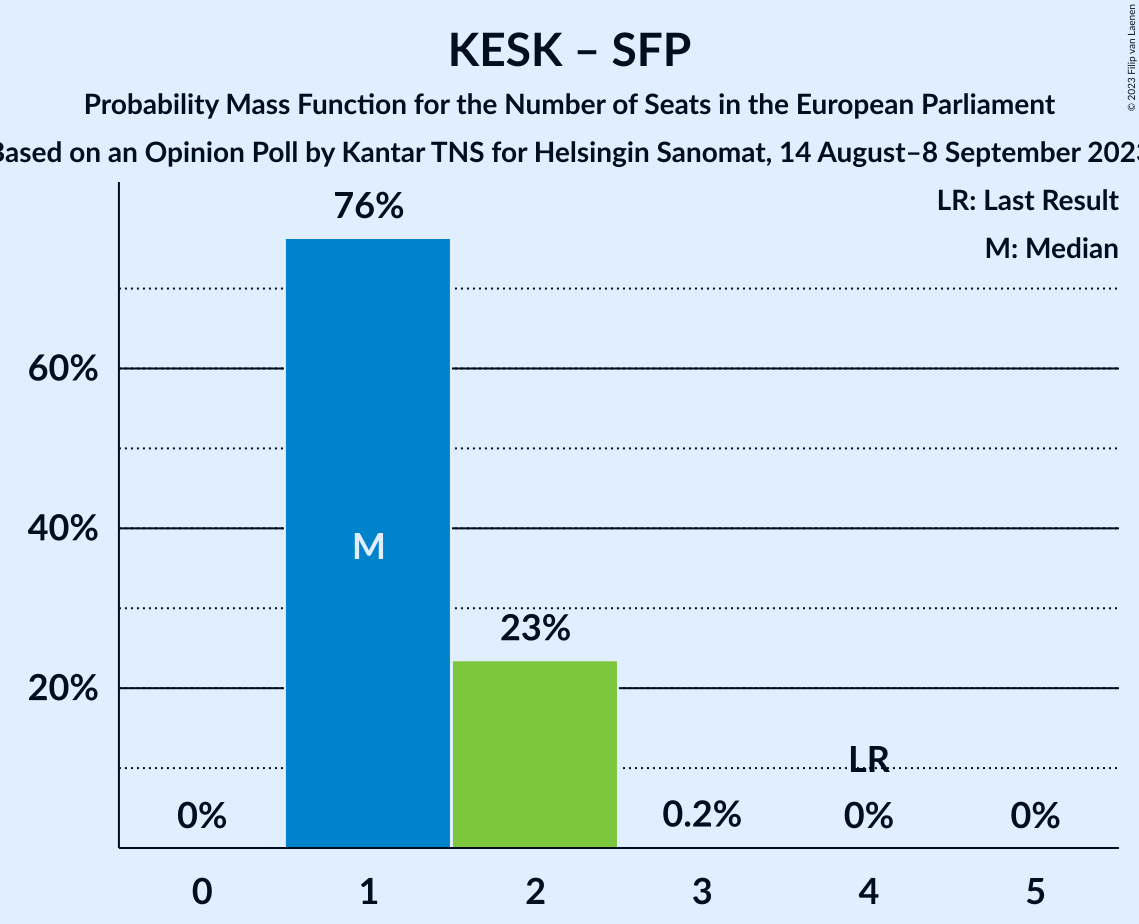 KESK – SFP
Probability Mass Function for the Number of Seats in the European Parliament
Based on an Opinion Poll by Kantar TNS for Helsingin Sanomat, 14 August–8 September 2023
© 2023 Filip van Laenen
LR: Last Result
M: Median
76%
60%
40%
M
23%
20%
LR
0%
0.2%
0%
0%
0 1 2 3 4 5